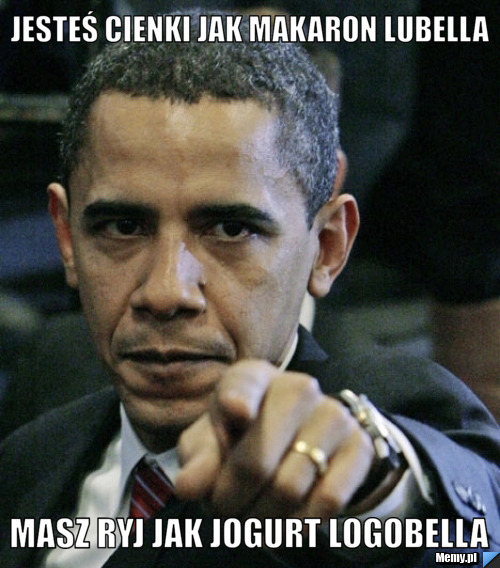 JESTEŚ CIENKI JAK MAKARON LUBELLA
MASZ RYJ JAK JOGURT LOGOBELLA
Memy.pl